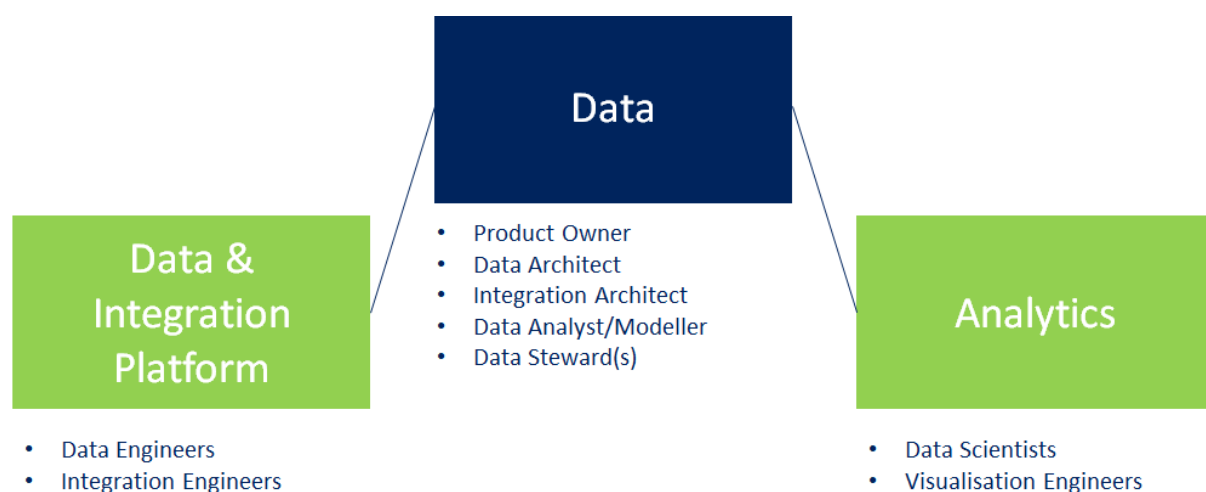 Data
• Product Owner
• Data Architect
• Integration Architect
• Data Analyst/Modeller
• Data Steward(s)
Data &
Integration
Platform
• Data Engineers
• Integration Engineers
Analytics
• Data Scientists
• Visualisation Engineers